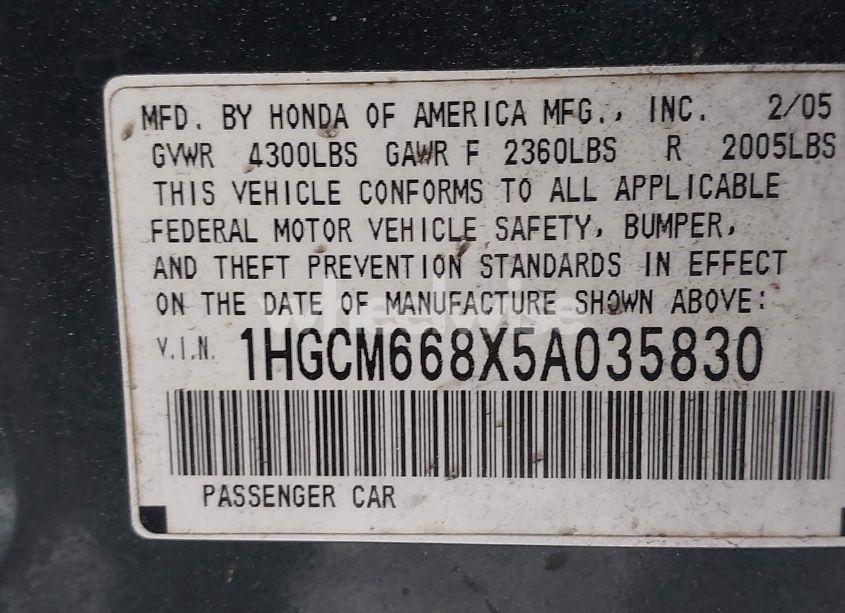 MFD. BY HONDA OF AMERICA MFG., INC. 2/05
GVWR 4300LBS GAWR F 2360LBS R 2005LBS
THIS VEHICLE CONFORMS TO ALL APPLICABLE
FEDERAL MOTOR VEHICLE SAFETY, BUMPER,
AND THEFT PREVENTION STANDARDS IN EFFECT
ON THE DATE OF MANUFACTURE SHOWN ABOVE:
V.I.N. 1HGCM668X5A035830
PASSENGER CAR